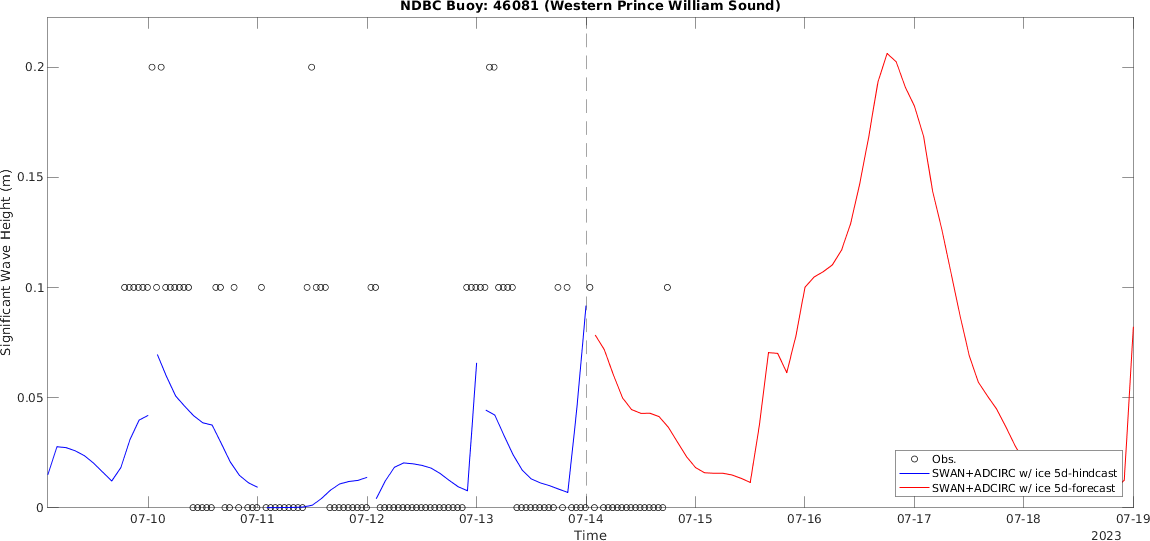 NDBC Buoy: 46081 (Western Prince William Sound)
Significant Wave Height (m)
0.2
0.15
0.1
0.05
0
07-10
07-11
07-12
07-13
07-14
07-15
07-16
07-17
07-18
07-19
Time
2023
Obs.
SWAN+ADCIRC w/ ice 5d-hindcast
SWAN+ADCIRC w/ ice 5d-forecast